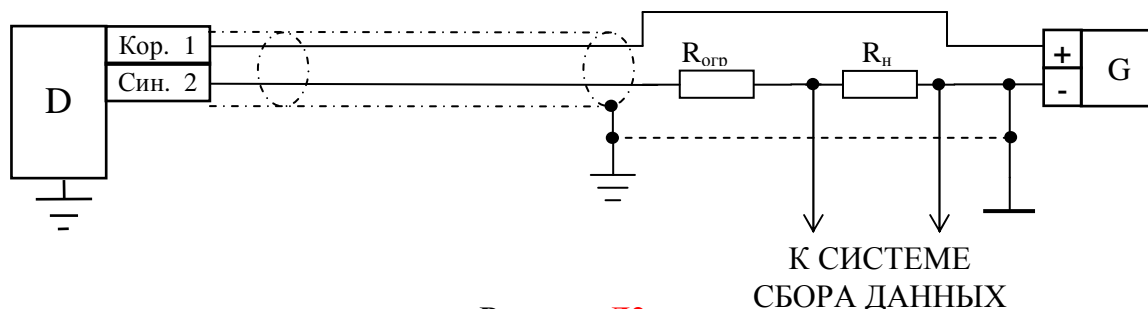 D
Кор. 1
Син. 2
Rогр
Rн
+
-
G
К СИСТЕМЕ
СБОРА ДАННЫХ